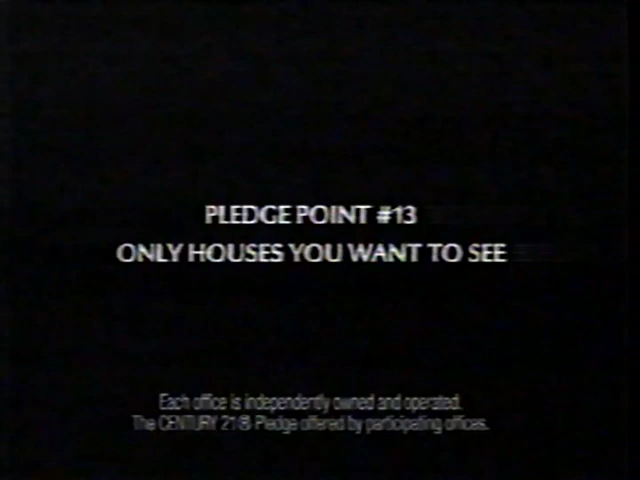 PLEDGE POINT #13
ONLY HOUSES YOU WANT TO SEE
Each office is independently owned and operated.
The CENTURY 21® Pledge offered by participating offices.